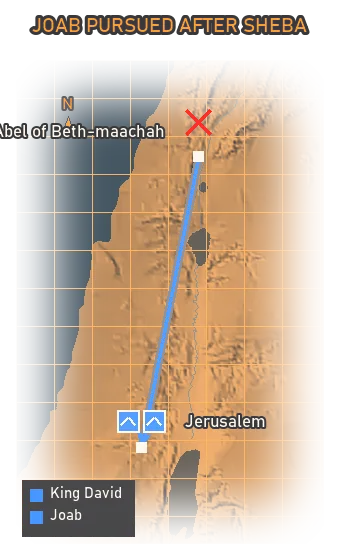 JOAB PURSUED AFTER SHEBA
N
Abel of Beth-maachah
Jerusalem
King David
Joab